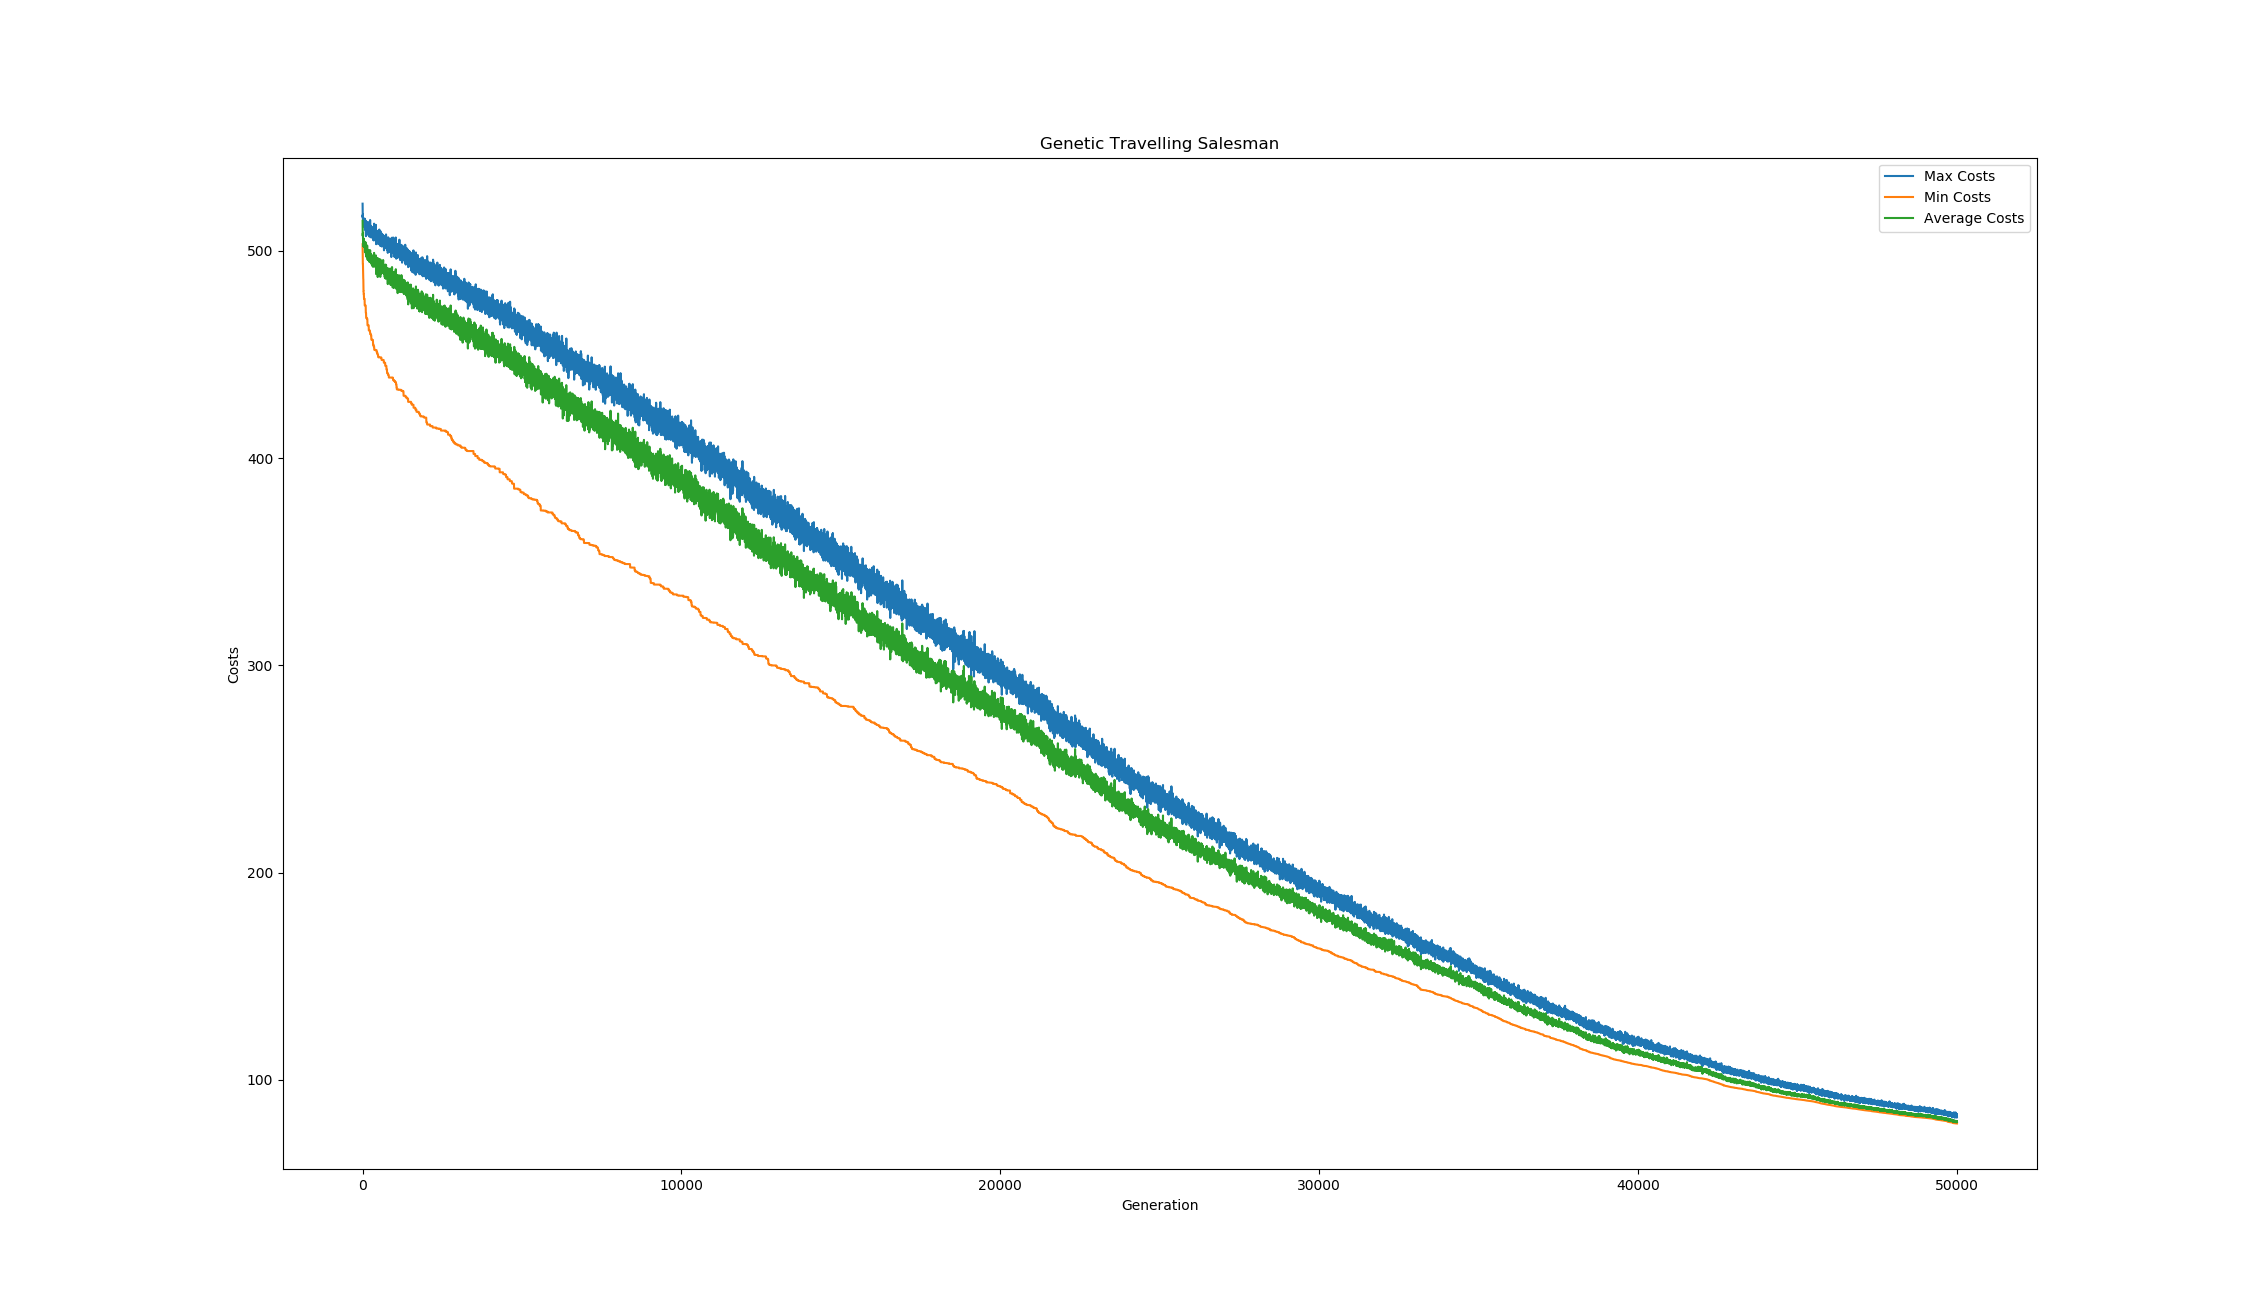 Genetic Travelling Salesman
Max Costs
Min Costs
Average Costs
500
400
300
200
100
Costs
0 10000 20000 30000 40000 50000
Generation